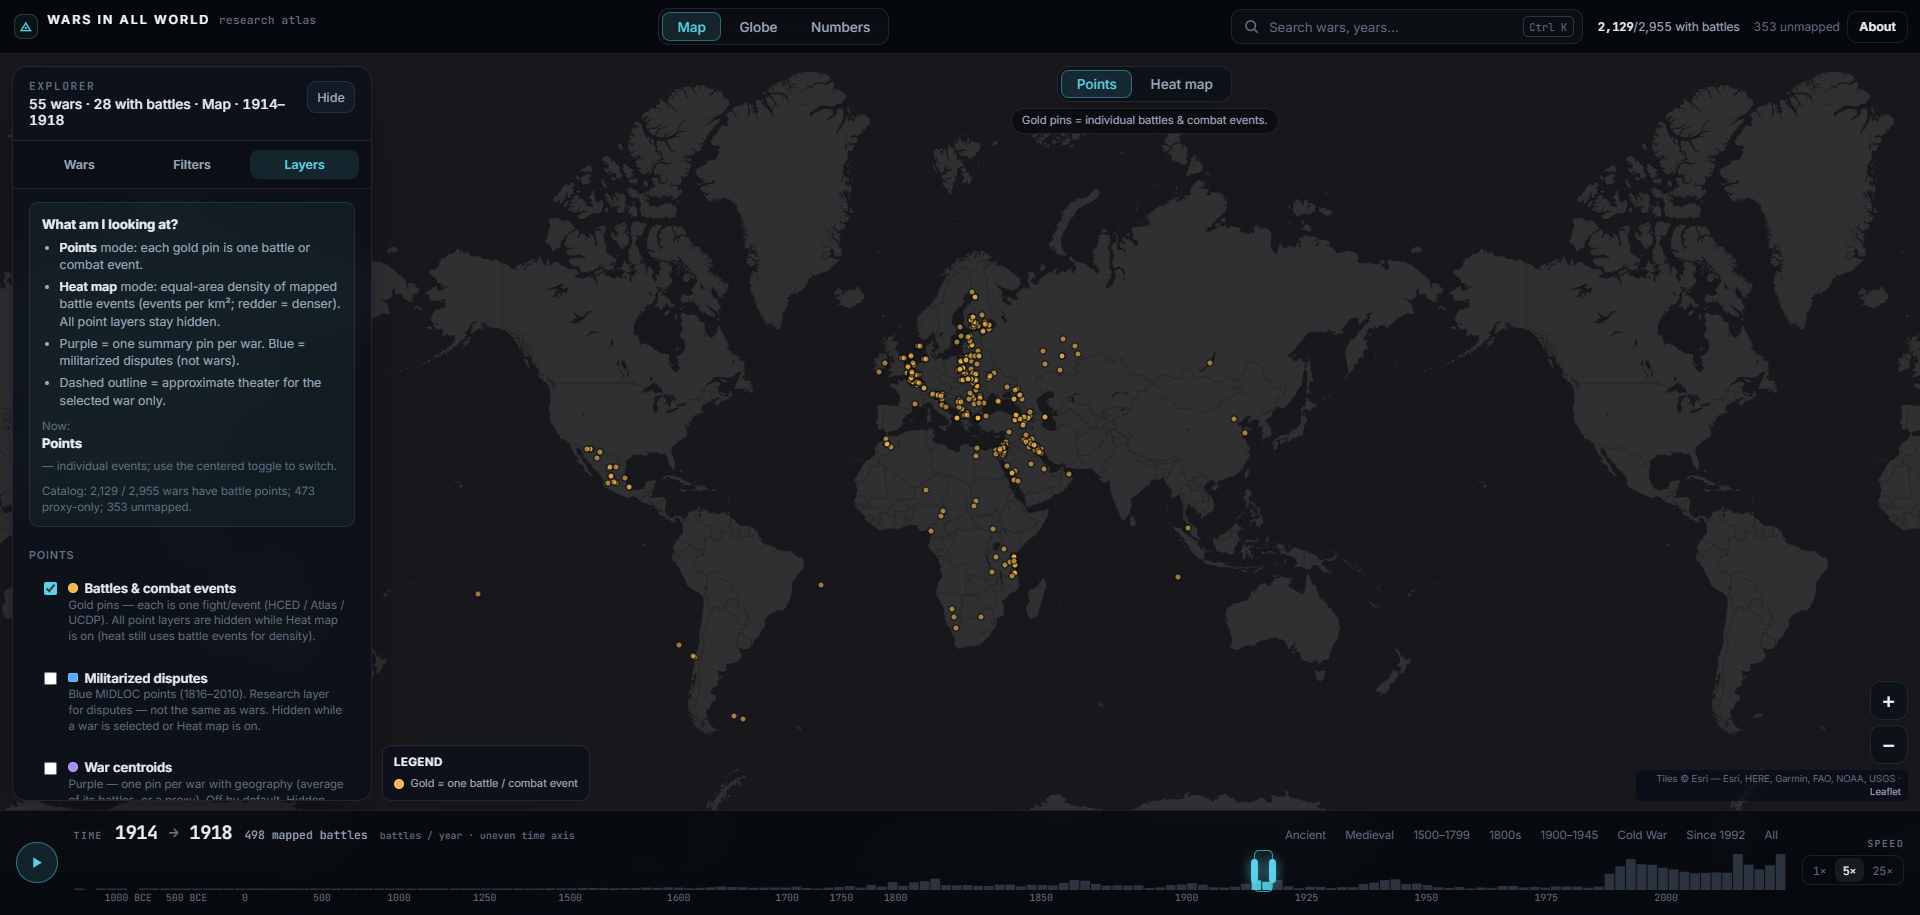 WARS IN ALL WORLD research atlas
Map Globe Numbers
Search wars, years... Ctrl K
2,129/2,955 with battles 353 unmapped About
EXPLORER
55 wars · 28 with battles · Map · 1914–
1918
Hide
Wars Filters Layers
What am I looking at?
• Points mode: each gold pin is one battle or
combat event.
• Heat map mode: equal-area density of mapped
battle events (events per km²; redder = denser).
All point layers stay hidden.
• Purple = one summary pin per war. Blue =
militarized disputes (not wars).
• Dashed outline = approximate theater for the
selected war only.
Now:
Points
— individual events; use the centered toggle to switch.
Catalog: 2,129 / 2,955 wars have battle points; 473
proxy-only; 353 unmapped.
POINTS
Battles & combat events
Gold pins — each is one fight/event (HCED / Atlas /
UCDP). All point layers are hidden while Heat map
is on (heat still uses battle events for density).
Militarized disputes
Blue MIDLOC points (1816–2010). Research layer
for disputes — not the same as wars. Hidden while
a war is selected or Heat map is on.
War centroids
Purple — one pin per war with geography (average
of its battles, or a proxy). Off by default. Hidden
Points Heat map
Gold pins = individual battles & combat events.
LEGEND
Gold = one battle / combat event
+
−
Tiles © Esri — Esri, HERE, Garmin, FAO, NOAA, USGS ·
Leaflet
TIME 1914 → 1918 498 mapped battles battles / year · uneven time axis
Ancient Medieval 1500–1799 1800s 1900–1945 Cold War Since 1992 All
SPEED
1× 5× 25×
1000 BCE 500 BCE 0 500 1000 1250 1500 1600 1700 1750 1800 1850 1900 1925 1950 1975 2000